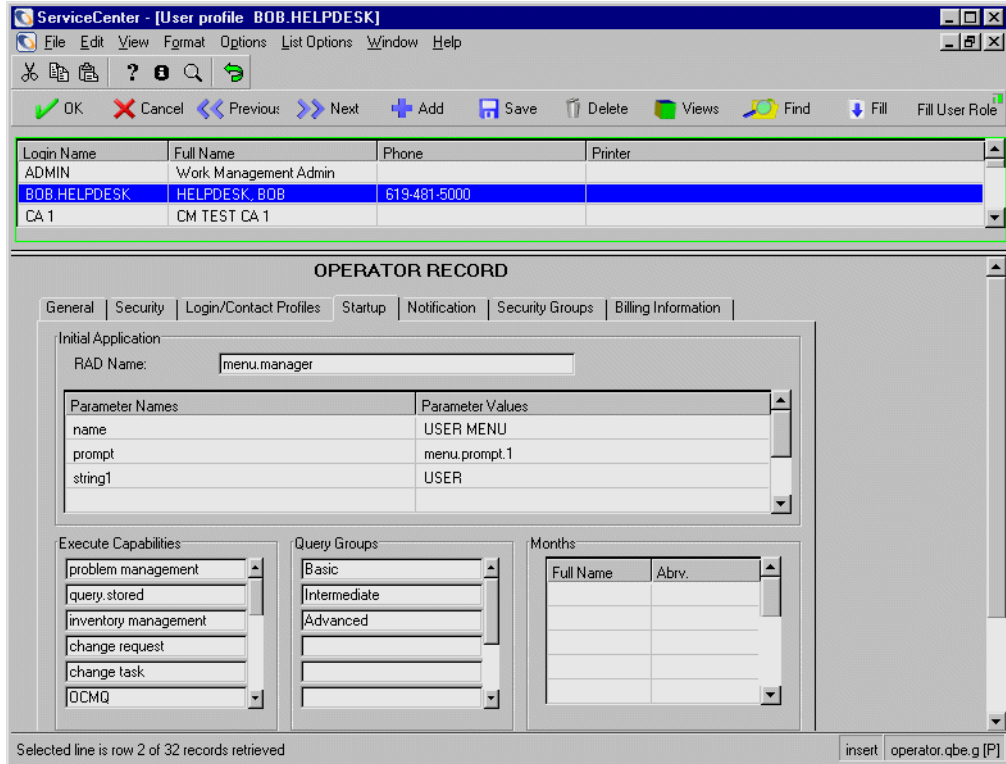 ServiceCenter - [User profile BOB.HELPDESK]
File Edit View Format Options List Options Window Help
OK Cancel Previous Next Add Save Delete Views Find Fill Fill User Role
Login Name Full Name Phone Printer
ADMIN Work Management Admin
BOB.HELPDESK HELPDESK, BOB 619-481-5000
CA 1 CM TEST CA 1
OPERATOR RECORD
General Security Login/Contact Profiles Startup Notification Security Groups Billing Information
Initial Application
RAD Name: menu.manager
Parameter Names Parameter Values
name USER MENU
prompt menu.prompt.1
string1 USER
Execute Capabilities Query Groups Months
problem management Basic Full Name Abrv.
query.stored Intermediate
inventory management Advanced
change request
change task
OCMQ
Selected line is row 2 of 32 records retrieved insert operator.qbe.g [P]